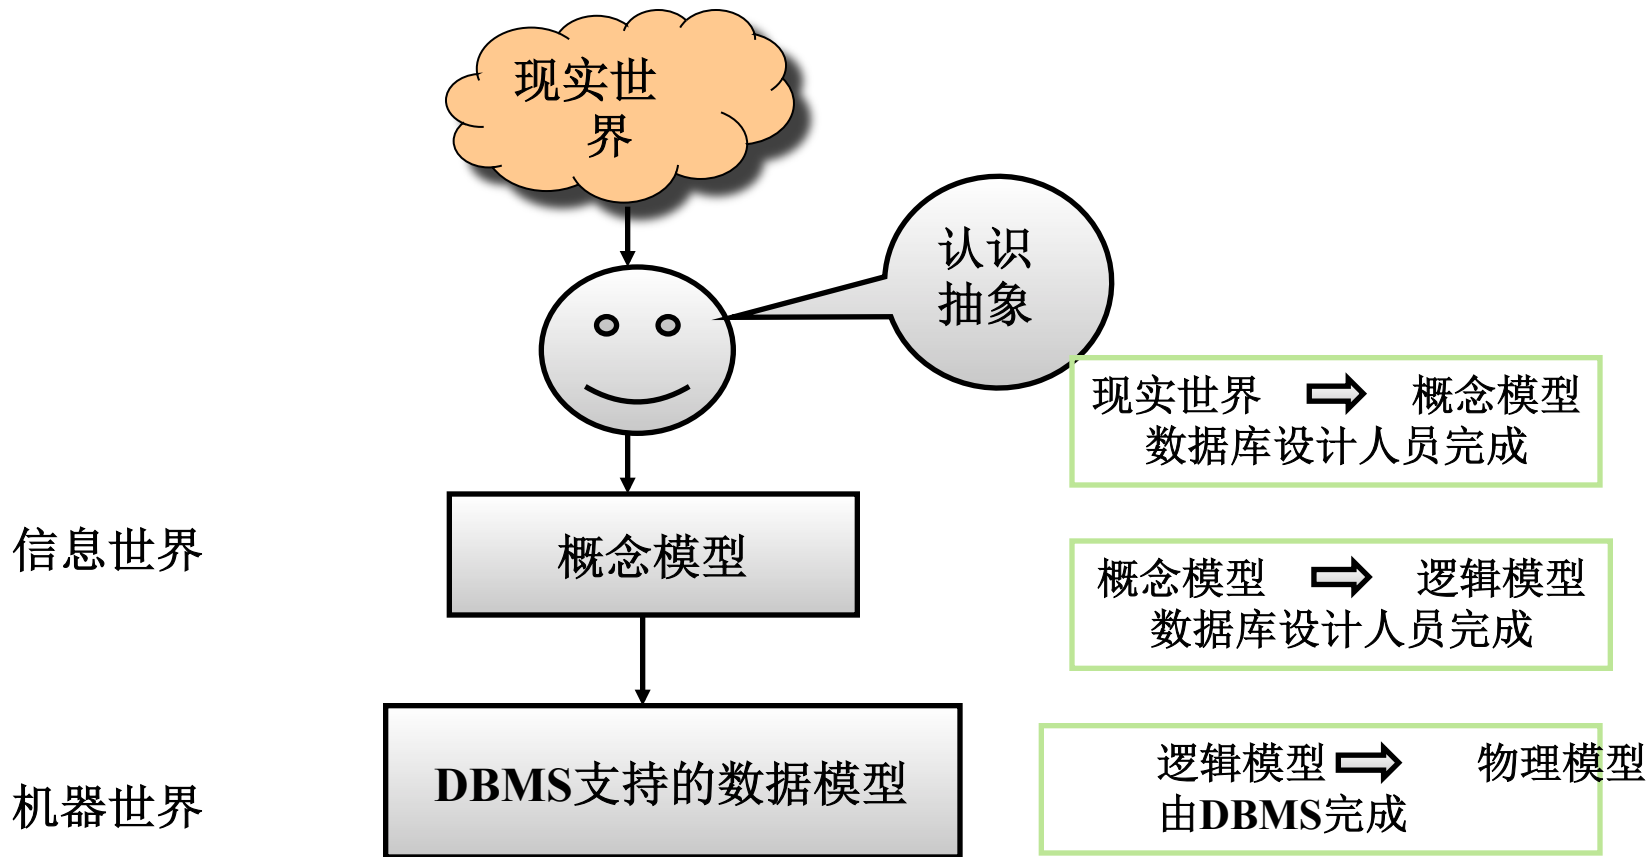 现实世
界
认识
抽象
现实世界 概念模型
数据库设计人员完成
信息世界
概念模型
概念模型 逻辑模型
数据库设计人员完成
机器世界
DBMS支持的数据模型
逻辑模型 物理模型
由DBMS完成